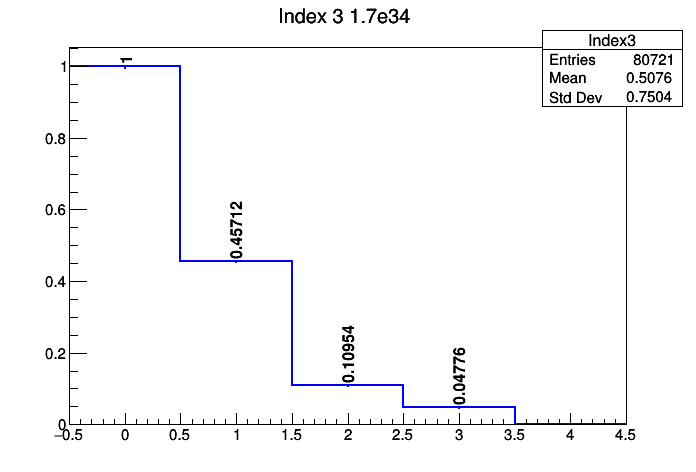 Index 3 1.7e34
Index3
Entries 80721
Mean 0.5076
Std Dev 0.7504
1
0.8
0.6
0.4
0.2
0
1
0.45712
0.10954
0.04776
−0.5 0 0.5 1 1.5 2 2.5 3 3.5 4 4.5